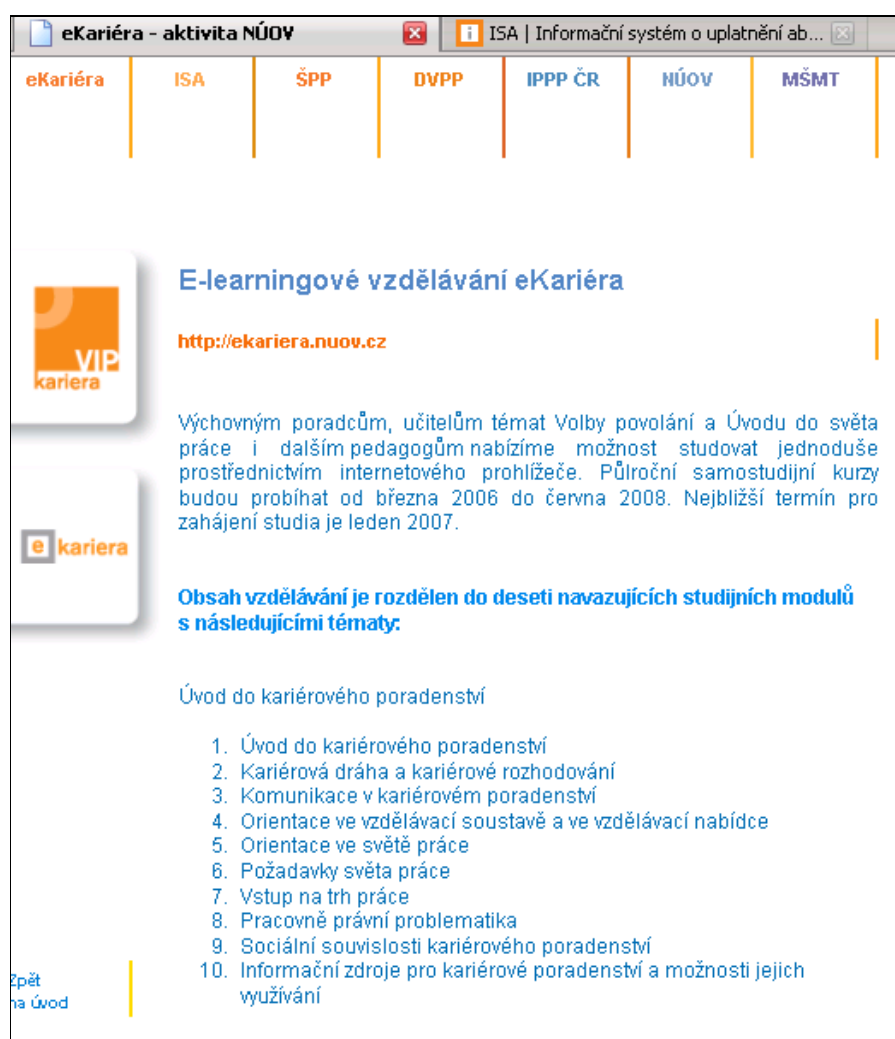 eKariéra - aktivita NÚOV
ISA | Informační systém o uplatnění ab...
eKariéra ISA ŠPP DVPP IPPP ČR NÚOV MŠMT
VIP
kariera
e kariera
E-learningové vzdělávání eKariéra
http://ekariera.nuov.cz
Výchovným poradcům, učitelům témat Volby povolání a Úvodu do světa
práce i dalším pedagogům nabízíme možnost studovat jednoduše
prostřednictvím internetového prohlížeče. Půlroční samostudijní kurzy
budou probíhat od března 2006 do června 2008. Nejbližší termín pro
zahájení studia je leden 2007.
Obsah vzdělávání je rozdělen do deseti navazujících studijních modulů
s následujícími tématy:
Úvod do kariérového poradenství
1. Úvod do kariérového poradenství
2. Kariérová dráha a kariérové rozhodování
3. Komunikace v kariérovém poradenství
4. Orientace ve vzdělávací soustavě a ve vzdělávací nabídce
5. Orientace ve světě práce
6. Požadavky světa práce
7. Vstup na trh práce
8. Pracovně právní problematika
9. Sociální souvislosti kariérového poradenství
10. Informační zdroje pro kariérové poradenství a možnosti jejich
využívání
Zpět
na úvod